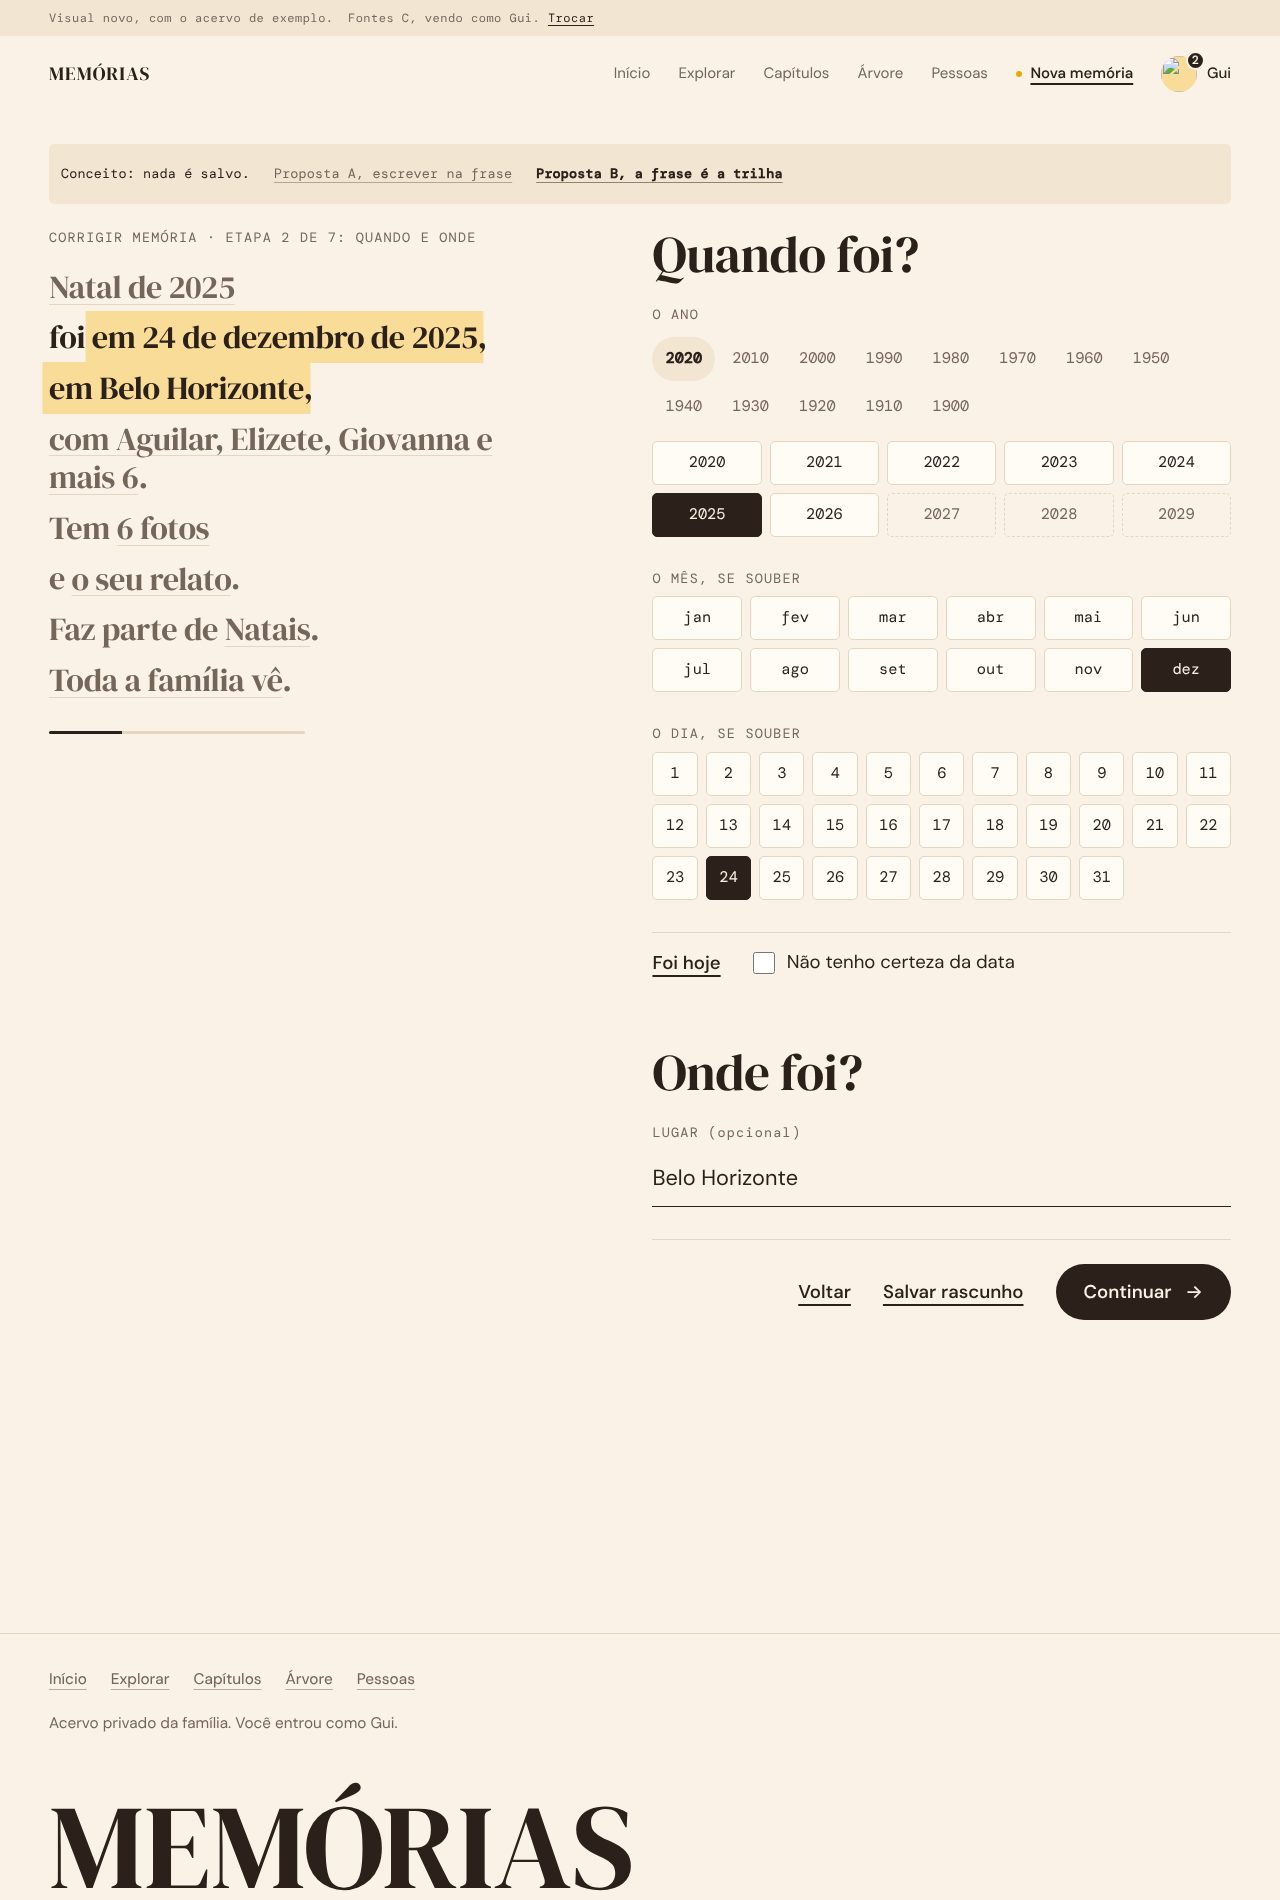 Visual novo, com o acervo de exemplo. Fontes C, vendo como Gui. Trocar
MEMÓRIAS
Início Explorar Capítulos Árvore Pessoas Nova memória 2 Gui
Conceito: nada é salvo. Proposta A, escrever na frase Proposta B, a frase é a trilha
CORRIGIR MEMÓRIA · ETAPA 2 DE 7: QUANDO E ONDE
Natal de 2025
foi em 24 de dezembro de 2025,
em Belo Horizonte,
com Aguilar, Elizete, Giovanna e
mais 6.
Tem 6 fotos
e o seu relato.
Faz parte de Natais.
Toda a família vê.
Quando foi?
O ANO
2020 2010 2000 1990 1980 1970 1960 1950
1940 1930 1920 1910 1900
2020 2021 2022 2023 2024
2025 2026 2027 2028 2029
O MÊS, SE SOUBER
jan fev mar abr mai jun
jul ago set out nov dez
O DIA, SE SOUBER
1 2 3 4 5 6 7 8 9 10 11
12 13 14 15 16 17 18 19 20 21 22
23 24 25 26 27 28 29 30 31
Foi hoje Não tenho certeza da data
Onde foi?
LUGAR (opcional)
Belo Horizonte
Voltar Salvar rascunho Continuar →
Início Explorar Capítulos Árvore Pessoas
Acervo privado da família. Você entrou como Gui.
MEMÓRIAS